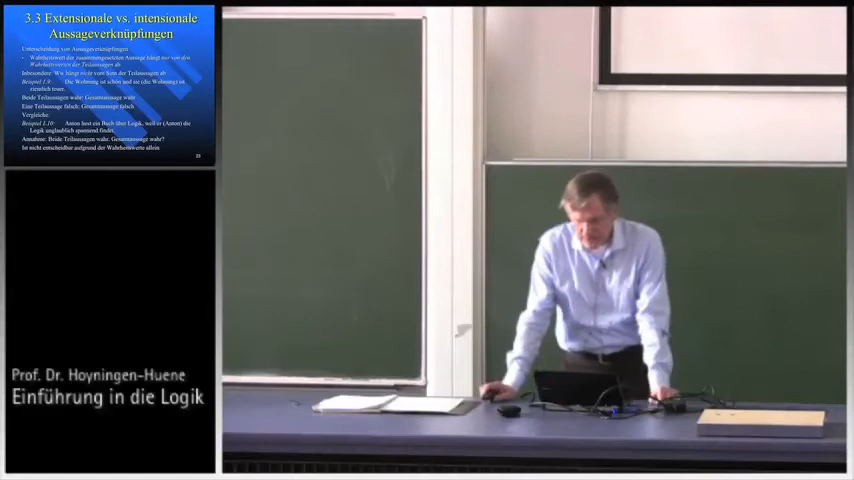 3.3 Extensionale vs. intensionale
Aussageverknüpfungen
Unterscheidung von Aussageverknüpfungen
- Wahrheitswert der zusammengesetzten Aussage hängt nur von den
Wahrheitswerten der Teilaussagen ab
Insbesondere: Ww hängt nicht vom Sinn der Teilaussagen ab
Beispiel 1.9: Die Wohnung ist schön und sie (die Wohnung) ist
ziemlich teuer.
Beide Teilaussagen wahr: Gesamtaussage wahr
Eine Teilaussage falsch: Gesamtaussage falsch
Vergleiche:
Beispiel 1.10: Anton liest ein Buch über Logik, weil er (Anton) die
Logik unglaublich spannend findet.
Annahme: Beide Teilaussagen wahr. Gesamtaussage wahr?
Ist nicht entscheidbar aufgrund der Wahrheitswerte allein
23
Prof. Dr. Hoyningen-Huene
Einführung in die Logik